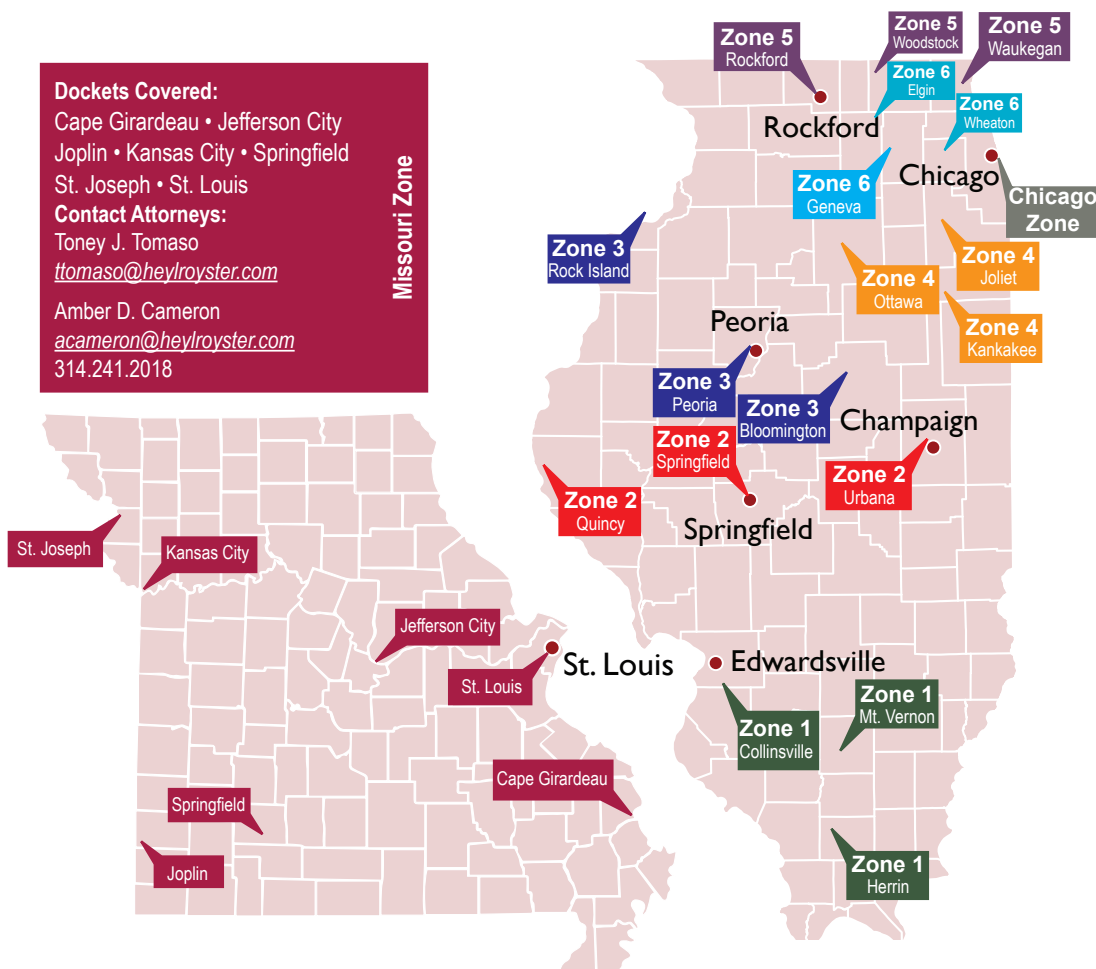 Dockets Covered:
Cape Girardeau • Jefferson City
Joplin • Kansas City • Springfield
St. Joseph • St. Louis
Contact Attorneys:
Toney J. Tomaso
ttomaso@heylroyster.com
Amber D. Cameron
acameron@heylroyster.com
314.241.2018
Missouri Zone
Zone 5
Rockford
Zone 5
Woodstock
Zone 5
Waukegan
Zone 6
Elgin
Zone 6
Wheaton
Rockford
Chicago
Zone 6
Geneva
Chicago
Zone
Zone 3
Rock Island
Zone 4
Joliet
Zone 4
Ottawa
Zone 4
Kankakee
Peoria
Zone 3
Peoria
Zone 3
Bloomington
Champaign
Zone 2
Springfield
Zone 2
Urbana
Zone 2
Quincy
Springfield
St. Joseph
Kansas City
Jefferson City
St. Louis
St. Louis
Edwardsville
Zone 1
Mt. Vernon
Zone 1
Collinsville
Cape Girardeau
Springfield
Joplin
Zone 1
Herrin